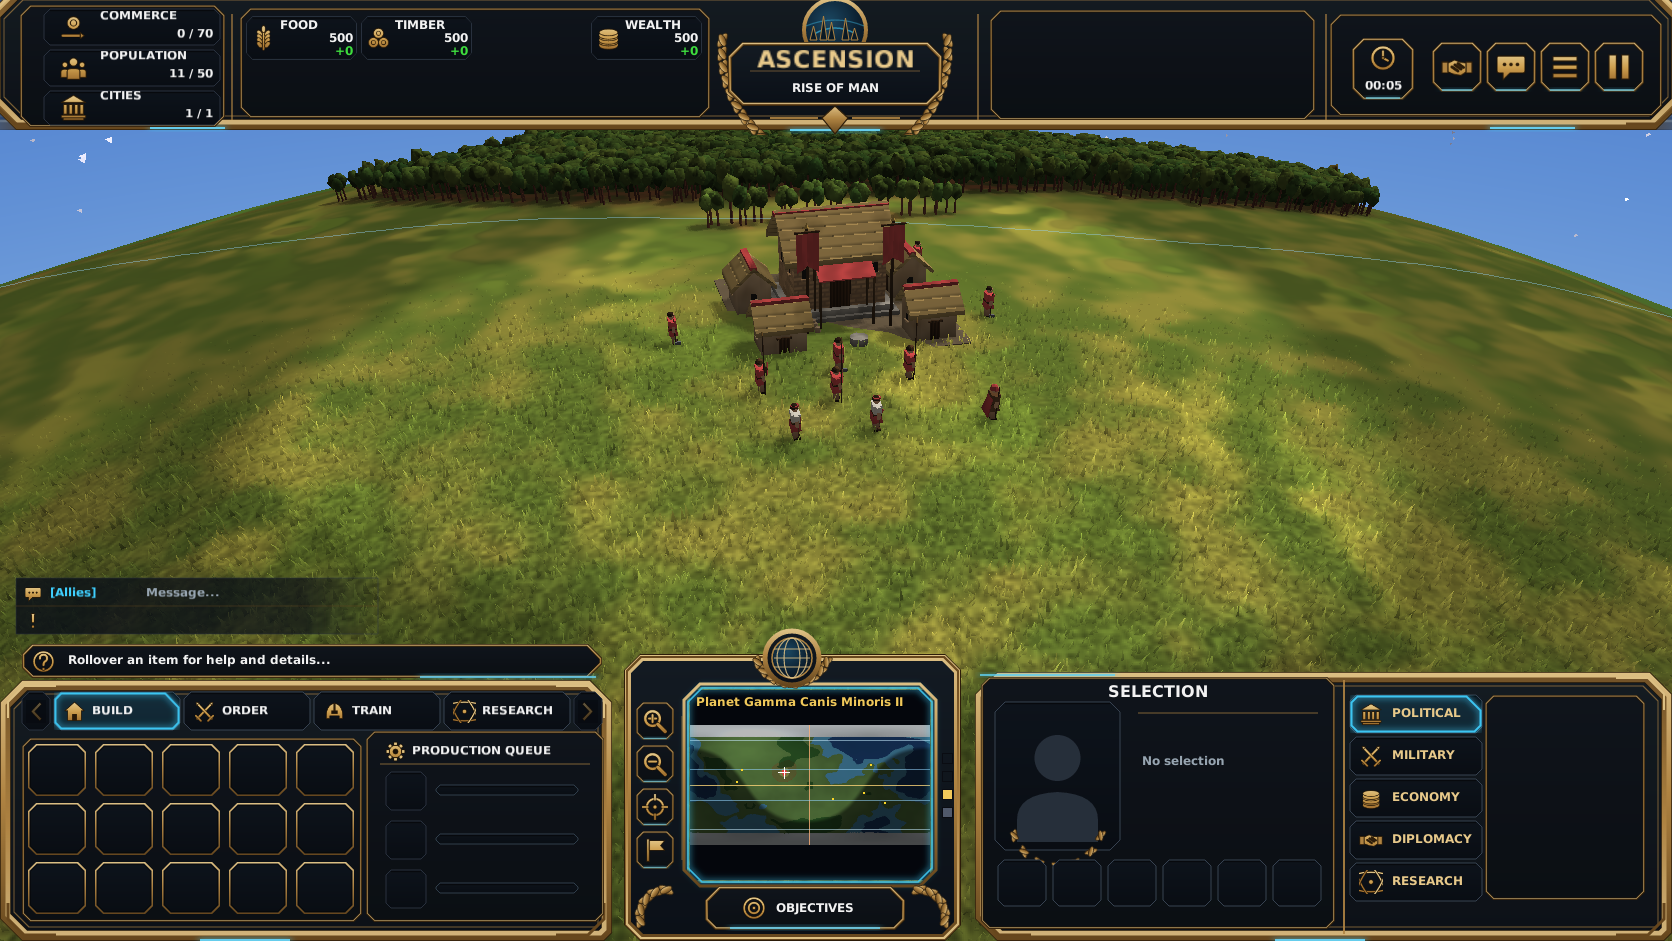 COMMERCE
0 / 70
POPULATION
11 / 50
CITIES
1 / 1
FOOD
500
+0
TIMBER
500
+0
WEALTH
500
+0
ASCENSION
RISE OF MAN
00:05
[Allies] Message...
!
Rollover an item for help and details...
BUILD
ORDER
TRAIN
RESEARCH
PRODUCTION QUEUE
Planet Gamma Canis Minoris II
OBJECTIVES
SELECTION
No selection
POLITICAL
MILITARY
ECONOMY
DIPLOMACY
RESEARCH